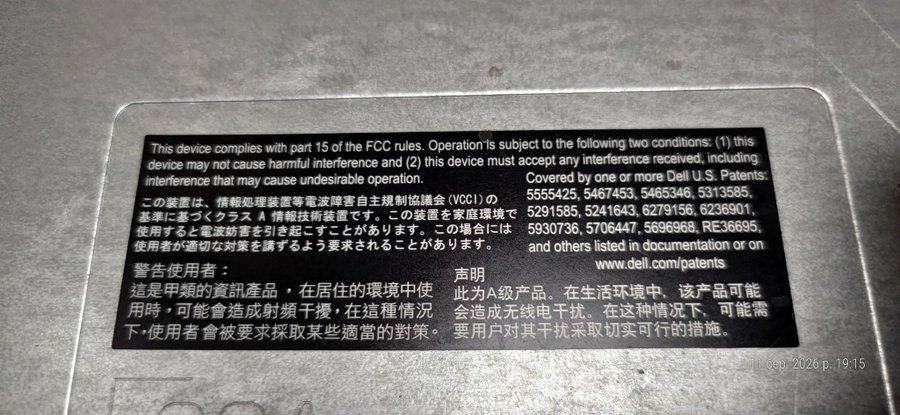 This device complies with part 15 of the FCC rules. Operation is subject to the following two conditions: (1) this
device may not cause harmful interference and (2) this device must accept any interference received, including
interference that may cause undesirable operation.
Covered by one or more Dell U.S. Patents:
5555425, 5467453, 5465346, 5313585,
5291585, 5241643, 6279156, 6236901,
5930736, 5706447, 5696968, RE36695,
and others listed in documentation or on
www.dell.com/patents
この装置は、情報処理装置等電波障害自主規制協議会(VCCI)の
基準に基づくクラス A 情報技術装置です。この装置を家庭環境で
使用すると電波妨害を引き起こすことがあります。この場合には
使用者が適切な対策を講ずるよう要求されることがあります。
警告使用者：
這是甲類的資訊產品，在居住的環境中使
用時，可能會造成射頻干擾，在這種情況
下，使用者會被要求採取某些適當的對策。
声明
此为A级产品。在生活环境中，该产品可能
会造成无线电干扰。在这种情况下，可能需
要用户对其干扰采取切实可行的措施。
11 сер. 2026 р. 19:15